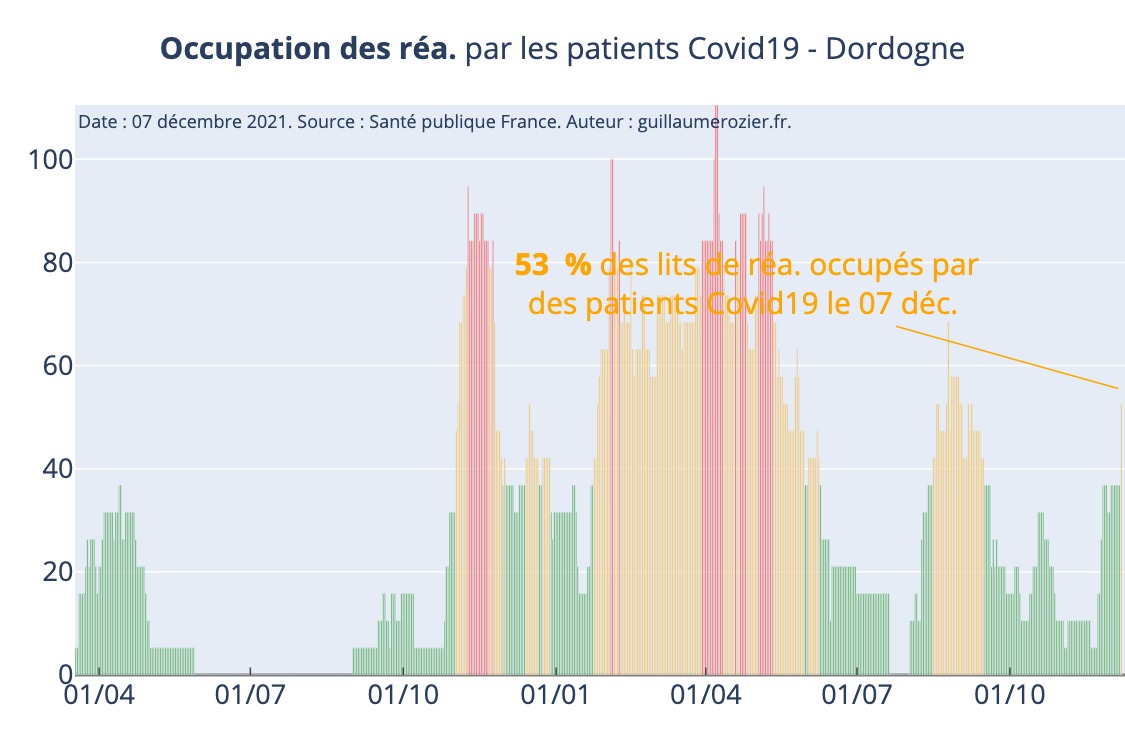 Occupation des réa. par les patients Covid19 - Dordogne
Date : 07 décembre 2021. Source : Santé publique France. Auteur : guillaumerozier.fr.
100
80
53 % des lits de réa. occupés par
des patients Covid19 le 07 déc.
60
40
20
0
01/04 01/07 01/10 01/01 01/04 01/07 01/10